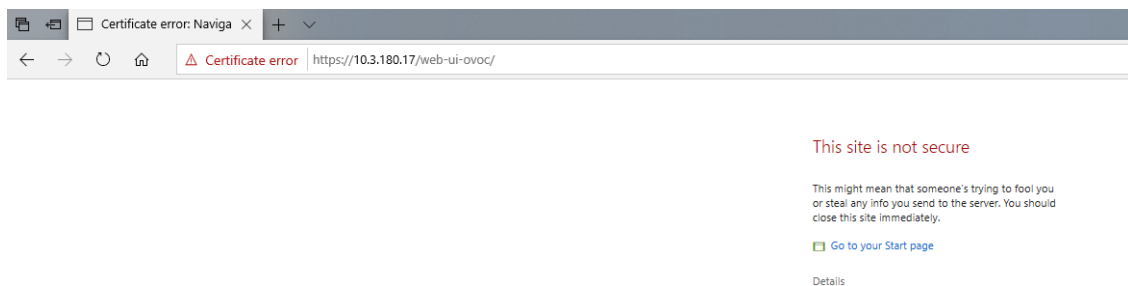 Certificate error: Naviga
Certificate error https://10.3.180.17/web-ui-ovoc/
This site is not secure
This might mean that someone's trying to fool you
or steal any info you send to the server. You should
close this site immediately.
Go to your Start page
Details